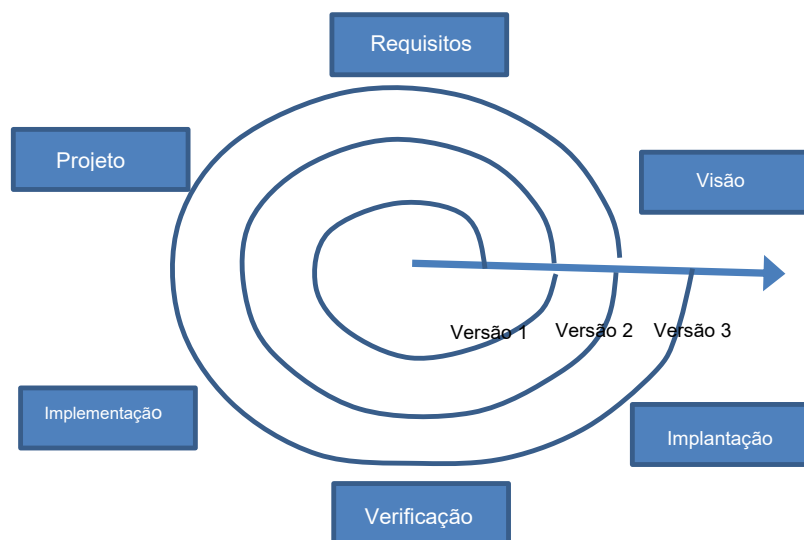 Requisitos
Projeto
Visão
Versão 1
Versão 2
Versão 3
Implementação
Implantação
Verificação